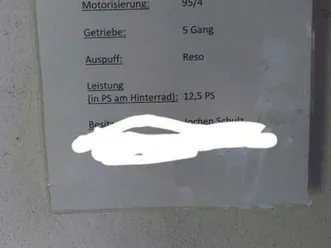 Motorisierung: 95/4
Getriebe: 5 Gang
Auspuff: Reso
Leistung
(in PS am Hinterrad): 12,5 PS